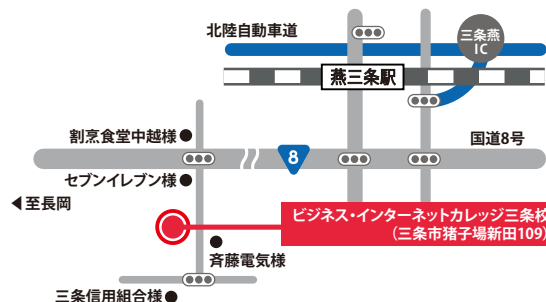 北陸自動車道
三条燕
IC
燕三条駅
割烹食堂中越様
国道8号
8
セブンイレブン様
◀至長岡
ビジネス・インターネットカレッジ三条校
(三条市猪子場新田109)
斉藤電気様
三条信用組合様